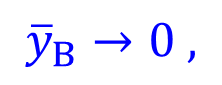 ȳ_B → 0 ,